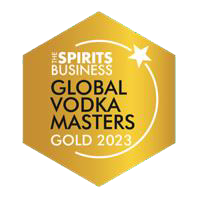 THE SPIRITS
BUSINESS
GLOBAL
VODKA
MASTERS
GOLD 2023